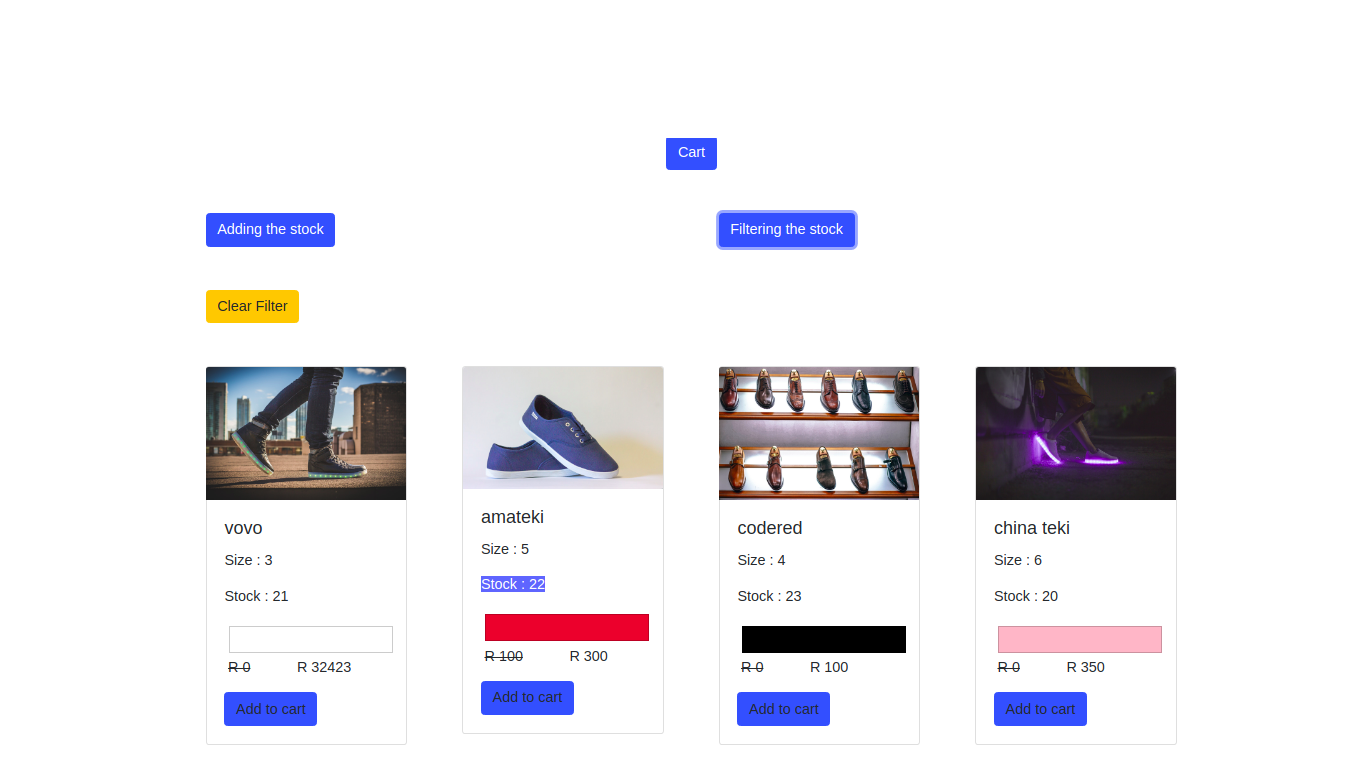 Cart
Adding the stock
Filtering the stock
Clear Filter
vovo
Size : 3
Stock : 21
R 0 R 32423
Add to cart
amateki
Size : 5
Stock : 22
R 100 R 300
Add to cart
codered
Size : 4
Stock : 23
R 0 R 100
Add to cart
china teki
Size : 6
Stock : 20
R 0 R 350
Add to cart